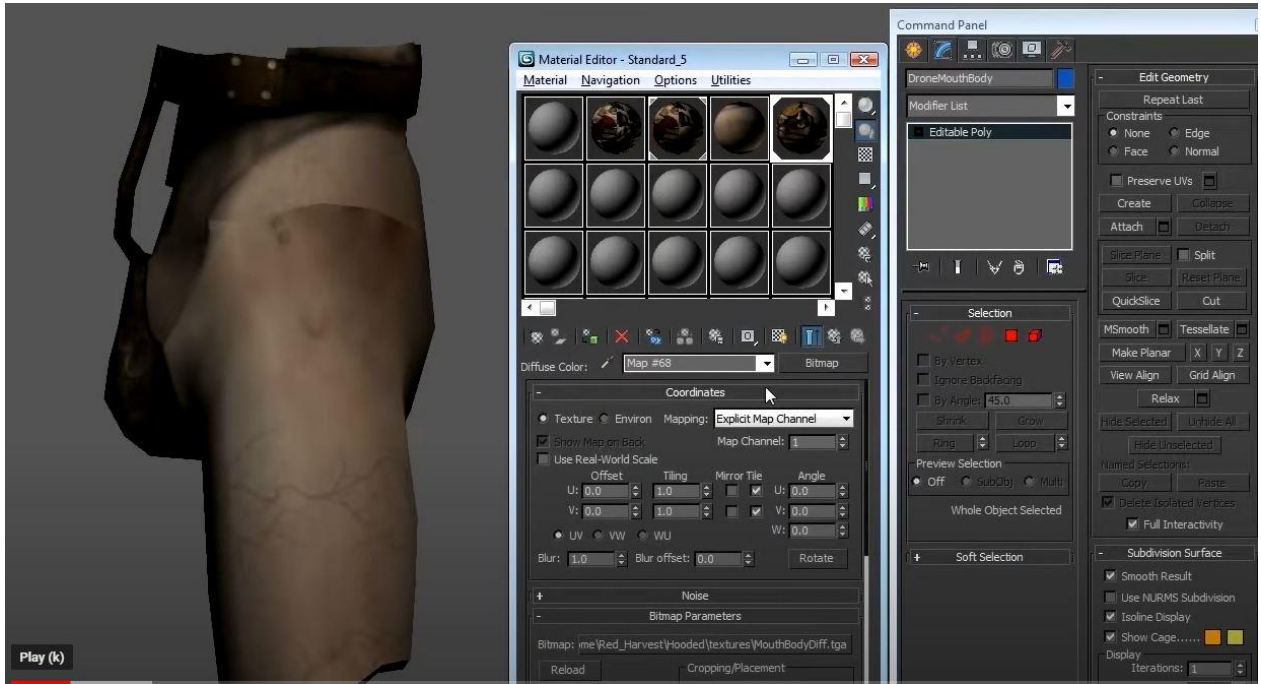 Material Editor - Standard_5
Material Navigation Options Utilities
Diffuse Color: Map #68 Bitmap
- Coordinates
Texture Environ Mapping: Explicit Map Channel
Show Map on Back Map Channel: 1
Use Real-World Scale
Offset Tiling Mirror Tile Angle
U: 0.0 1.0 U: 0.0
V: 0.0 1.0 V: 0.0
W: 0.0
UV VW WU
Blur: 1.0 Blur offset: 0.0 Rotate
+ Noise
- Bitmap Parameters
Bitmap: ome\Red_Harvest\Hooded\textures\MouthBodyDiff.tga
Reload Cropping/Placement
Command Panel
DroneMouthBody
Modifier List
Editable Poly
- Selection
By Vertex
Ignore Backfacing
By Angle: 45.0
Shrink Grow
Ring Loop
Preview Selection
Off SubObj Multi
Whole Object Selected
+ Soft Selection
- Edit Geometry
Repeat Last
Constraints
None Edge
Face Normal
Preserve UVs
Create Collapse
Attach Detach
Slice Plane Split
Slice Reset Plane
QuickSlice Cut
MSmooth Tessellate
Make Planar X Y Z
View Align Grid Align
Relax
Hide Selected Unhide All
Hide Unselected
Named Selections:
Copy Paste
Delete Isolated Vertices
Full Interactivity
- Subdivision Surface
Smooth Result
Use NURMS Subdivision
Isoline Display
Show Cage......
Display
Iterations: 1
Play (k)